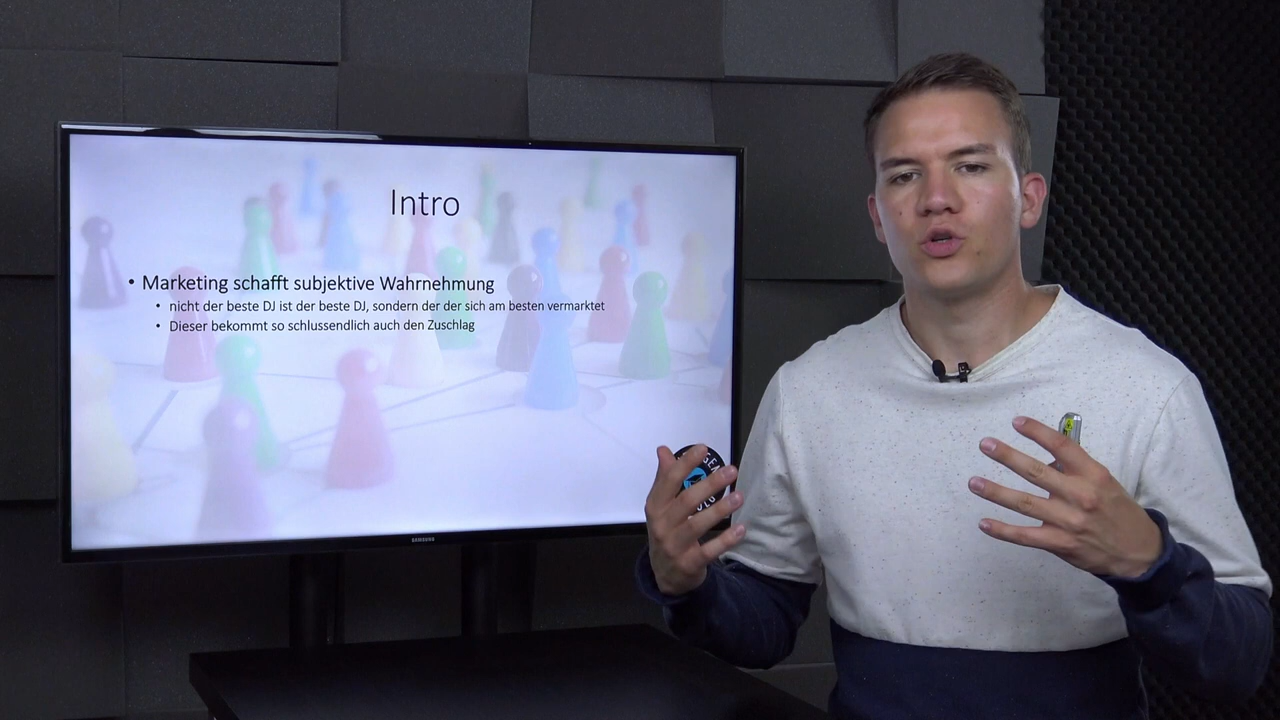 Intro
• Marketing schafft subjektive Wahrnehmung
• nicht der beste DJ ist der beste DJ, sondern der der sich am besten vermarktet
• Dieser bekommt so schlussendlich auch den Zuschlag
SAMSUNG